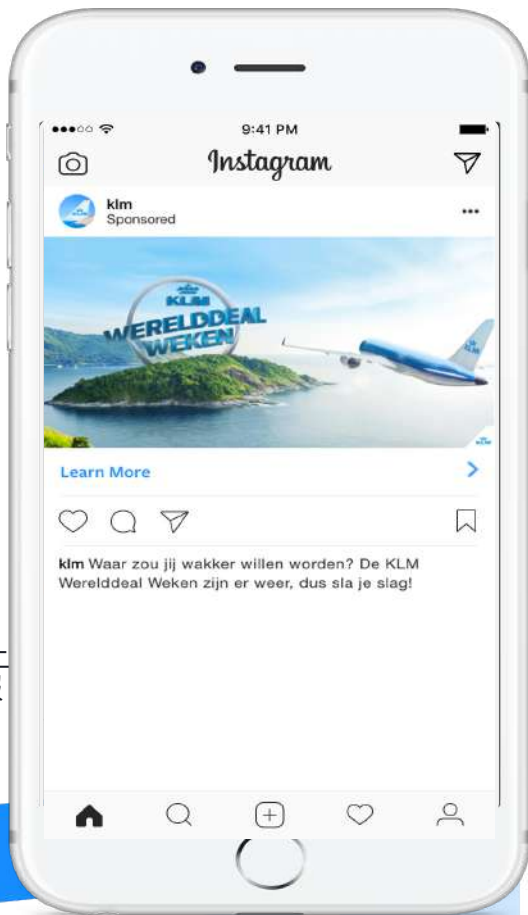 9:41 PM
Instagram
klm
Sponsored
KLM
WERELDDEAL
WEKEN
KLM
Learn More
klm Waar zou jij wakker willen worden? De KLM
Werelddeal Weken zijn er weer, dus sla je slag!